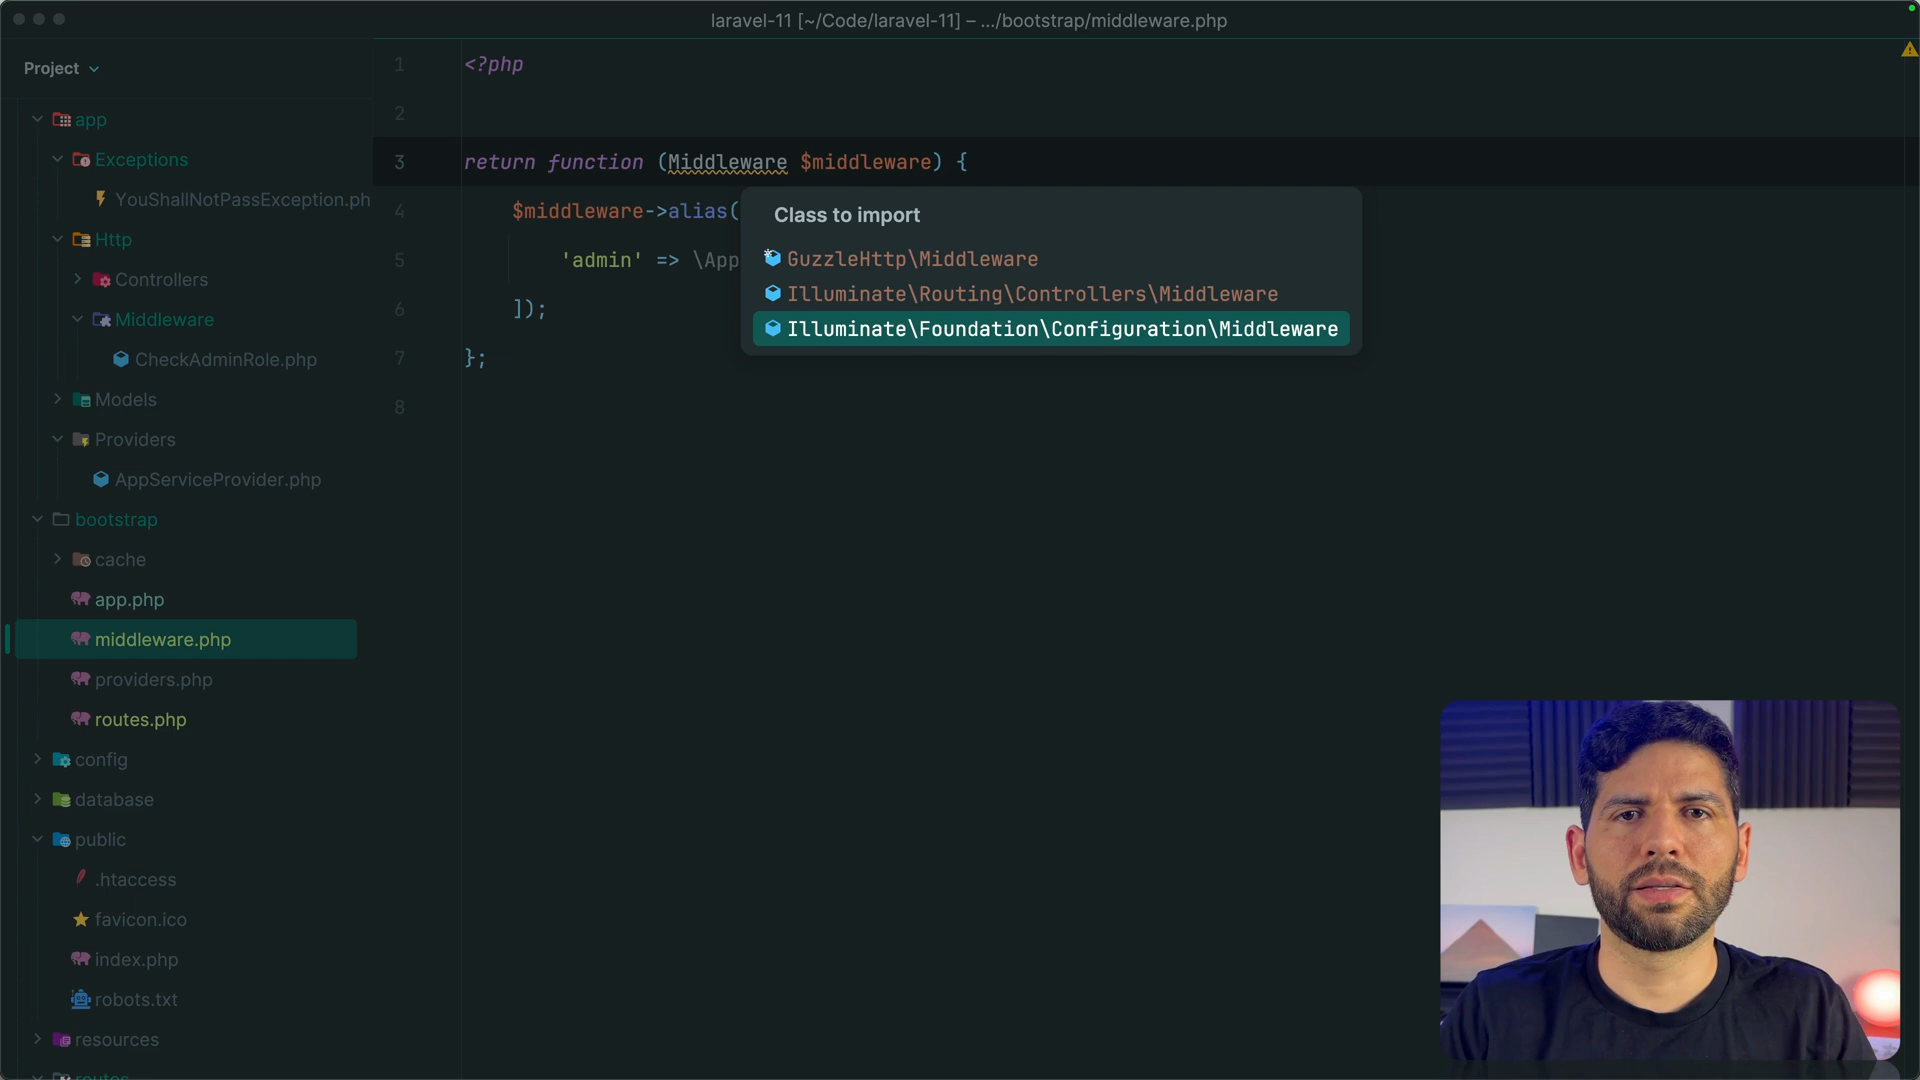 laravel-11 [~/Code/laravel-11] – .../bootstrap/middleware.php
Project
app
Exceptions
YouShallNotPassException.ph
Http
Controllers
Middleware
CheckAdminRole.php
Models
Providers
AppServiceProvider.php
bootstrap
cache
app.php
middleware.php
providers.php
routes.php
config
database
public
.htaccess
favicon.ico
index.php
robots.txt
resources
routes
1 <?php
2
3 return function (Middleware $middleware) {
4 $middleware->alias(
5 'admin' => \App
6 ]);
7 };
8
Class to import
GuzzleHttp\Middleware
Illuminate\Routing\Controllers\Middleware
Illuminate\Foundation\Configuration\Middleware